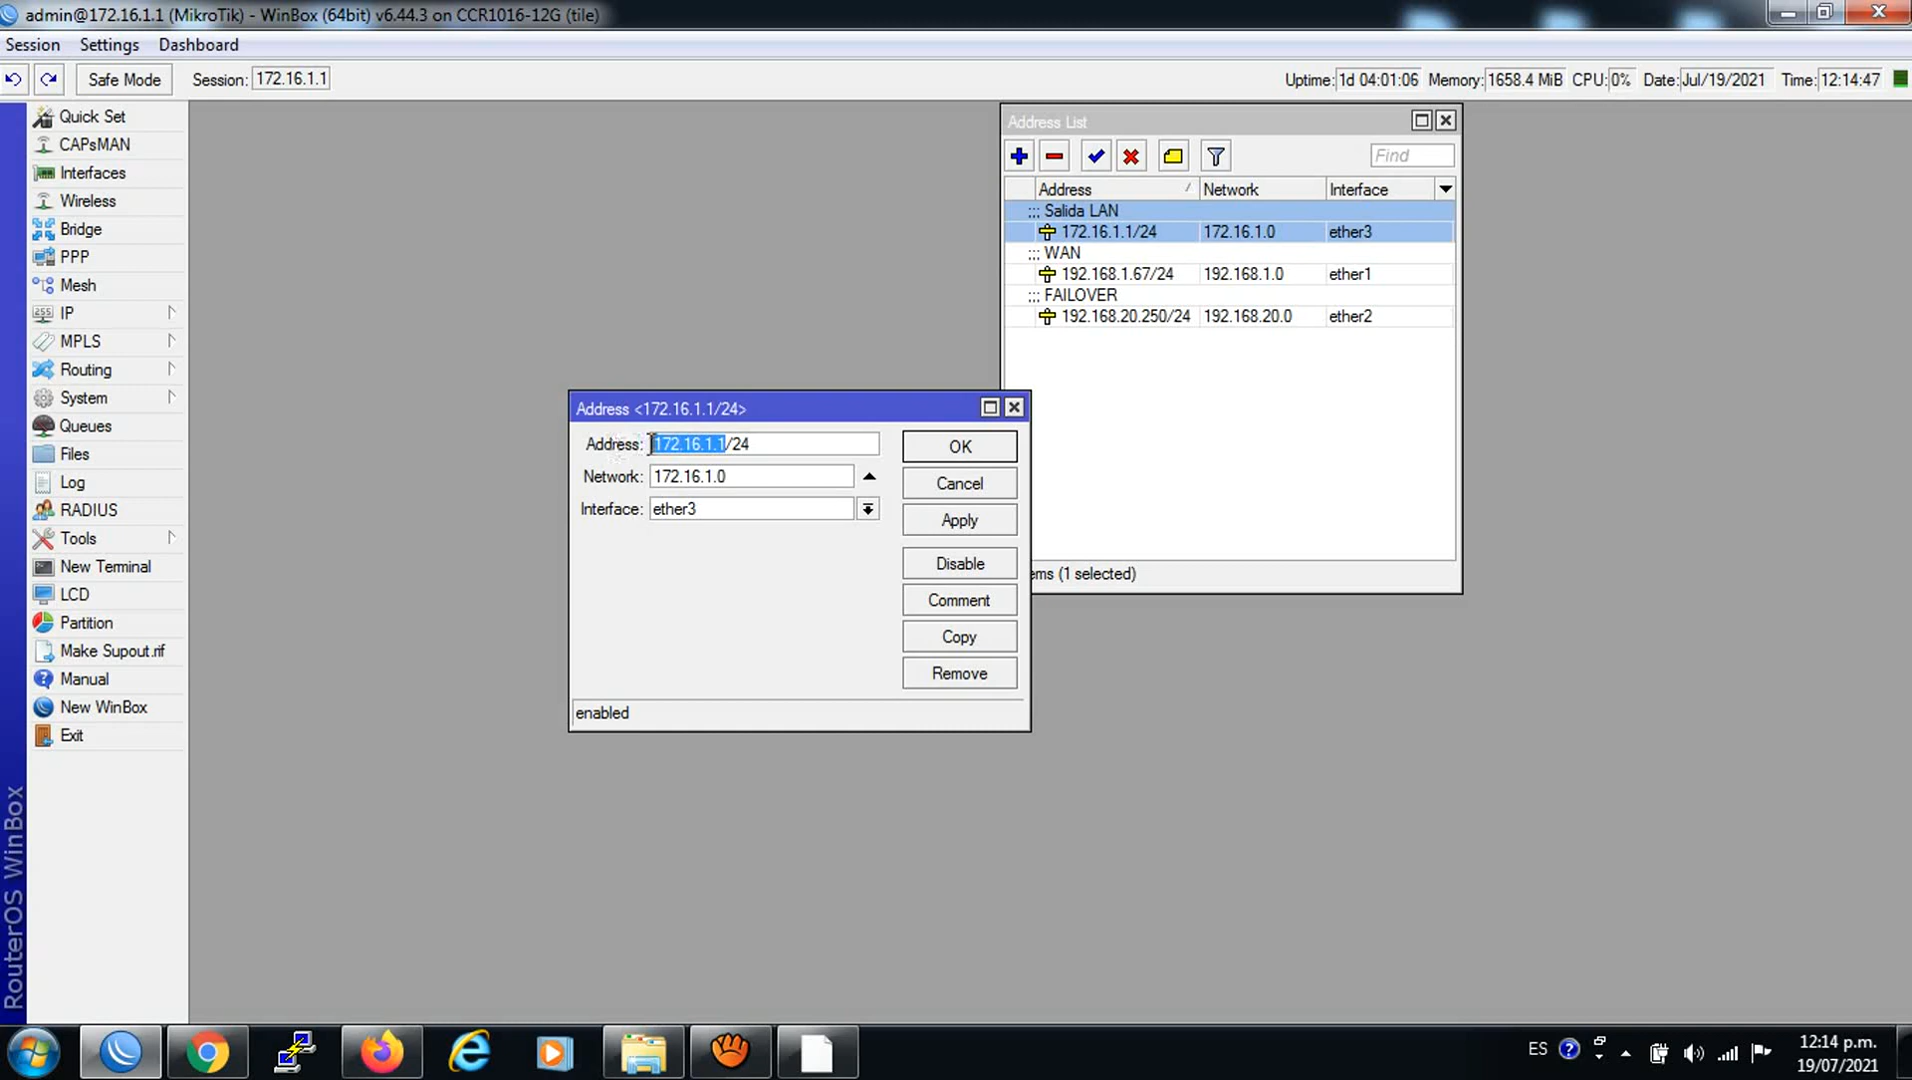 admin@172.16.1.1 (MikroTik) - WinBox (64bit) v6.44.3 on CCR1016-12G (tile)
Session Settings Dashboard
Safe Mode Session: 172.16.1.1 Uptime: 1d 04:01:06 Memory: 1658.4 MiB CPU: 0% Date: Jul/19/2021 Time: 12:14:47
Quick Set
CAPsMAN
Interfaces
Wireless
Bridge
PPP
Mesh
IP
MPLS
Routing
System
Queues
Files
Log
RADIUS
Tools
New Terminal
LCD
Partition
Make Supout.rif
Manual
New WinBox
Exit
RouterOS WinBox
Address List
Find
Address Network Interface
::: Salida LAN
172.16.1.1/24 172.16.1.0 ether3
::: WAN
192.168.1.67/24 192.168.1.0 ether1
::: FAILOVER
192.168.20.250/24 192.168.20.0 ether2
ems (1 selected)
Address <172.16.1.1/24>
Address: 172.16.1.1/24
Network: 172.16.1.0
Interface: ether3
OK
Cancel
Apply
Disable
Comment
Copy
Remove
enabled
ES
12:14 p.m.
19/07/2021